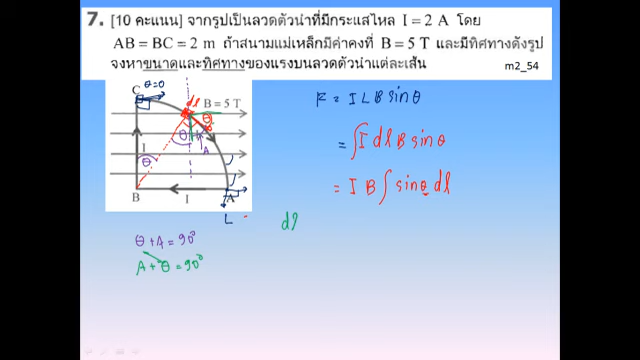 7. [10 คะแนน] จากรูปเป็นลวดตัวนำที่มีกระแสไหล I = 2 A โดย
AB = BC = 2 m ถ้าสนามแม่เหล็กมีค่าคงที่ B = 5 T และมีทิศทางดังรูป
จงหาขนาดและทิศทางของแรงบนลวดตัวนำแต่ละเส้น
m2_54
C θ=0
dl
B = 5 T
θ
θ
A
I
θ
B I A
L
F = I L B sin θ
= ∫ I dl B sin θ
= I B ∫ sin θ dl
dl
θ + A = 90°
A + θ = 90°